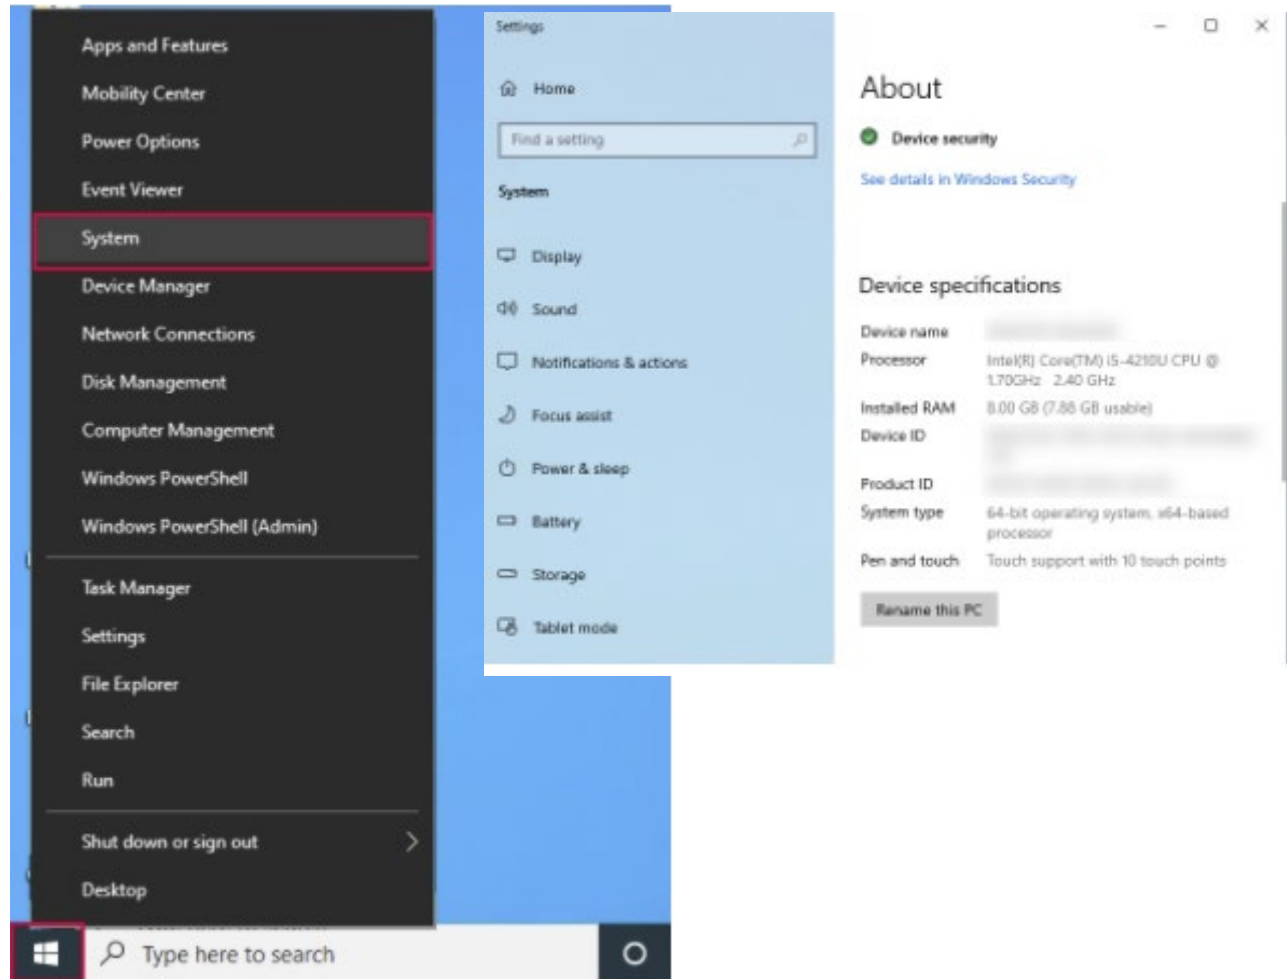 Apps and Features
Mobility Center
Power Options
Event Viewer
System
Device Manager
Network Connections
Disk Management
Computer Management
Windows PowerShell
Windows PowerShell (Admin)
Task Manager
Settings
File Explorer
Search
Run
Shut down or sign out
Desktop
Type here to search
Settings
Home
Find a setting
System
Display
Sound
Notifications & actions
Focus assist
Power & sleep
Battery
Storage
Tablet mode
About
Device security
See details in Windows Security
Device specifications
Device name
Processor Intel(R) Core(TM) i5-4210U CPU @
1.70GHz 2.40 GHz
Installed RAM 8.00 GB (7.88 GB usable)
Device ID
Product ID
System type 64-bit operating system, x64-based
processor
Pen and touch Touch support with 10 touch points
Rename this PC